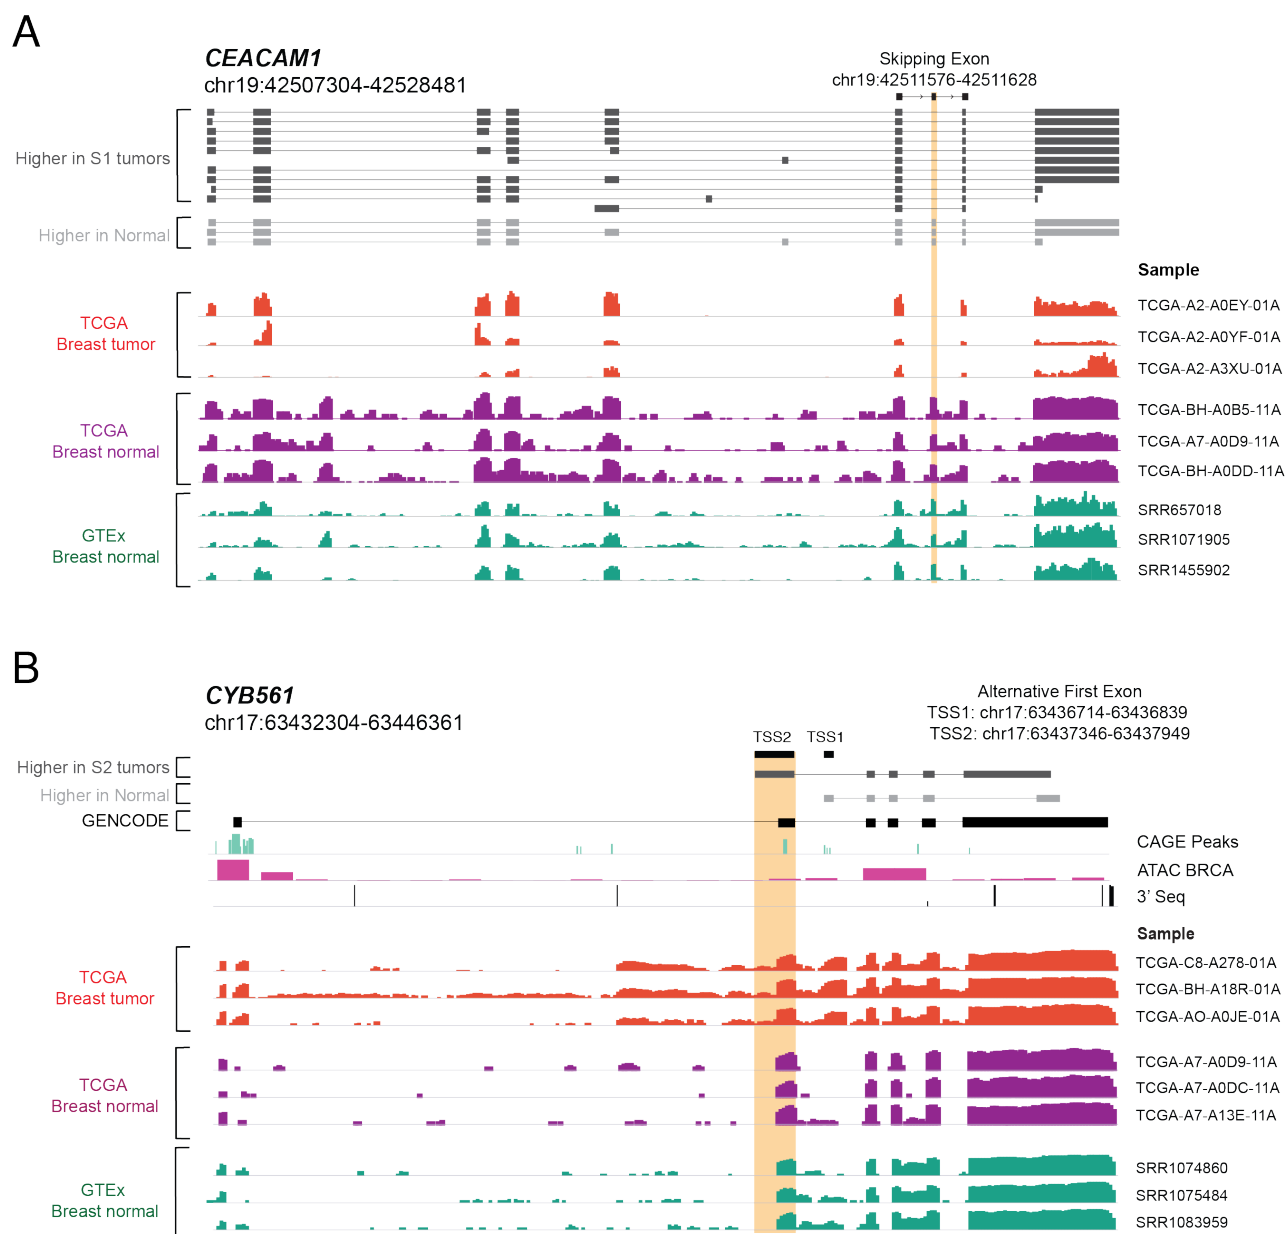 A
CEACAM1
chr19:42507304-42528481
Skipping Exon
chr19:42511576-42511628
Higher in S1 tumors
Higher in Normal
Sample
TCGA
Breast tumor
TCGA-A2-A0EY-01A
TCGA-A2-A0YF-01A
TCGA-A2-A3XU-01A
TCGA
Breast normal
TCGA-BH-A0B5-11A
TCGA-A7-A0D9-11A
TCGA-BH-A0DD-11A
GTEx
Breast normal
SRR657018
SRR1071905
SRR1455902
B
CYB561
chr17:63432304-63446361
Alternative First Exon
TSS1: chr17:63436714-63436839
TSS2: chr17:63437346-63437949
TSS2 TSS1
Higher in S2 tumors
Higher in Normal
GENCODE
CAGE Peaks
ATAC BRCA
3' Seq
Sample
TCGA
Breast tumor
TCGA-C8-A278-01A
TCGA-BH-A18R-01A
TCGA-AO-A0JE-01A
TCGA
Breast normal
TCGA-A7-A0D9-11A
TCGA-A7-A0DC-11A
TCGA-A7-A13E-11A
GTEx
Breast normal
SRR1074860
SRR1075484
SRR1083959